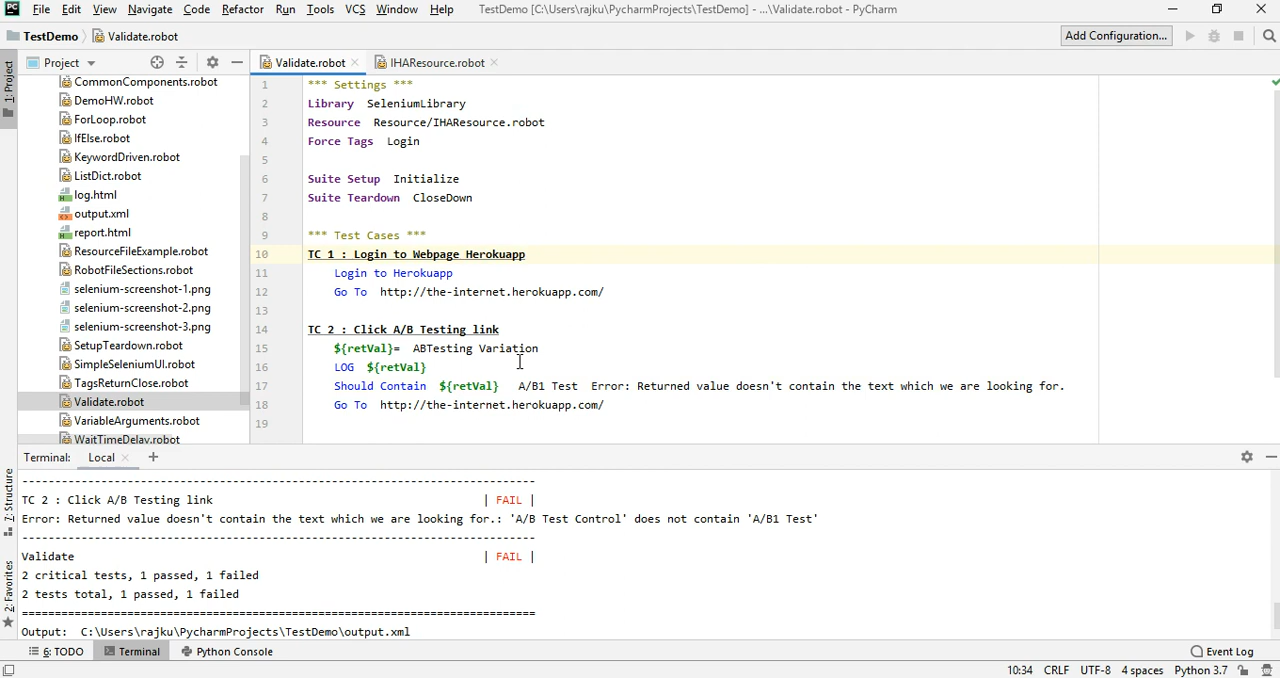 File Edit View Navigate Code Refactor Run Tools VCS Window Help TestDemo [C:\Users\rajku\PycharmProjects\TestDemo] - ...\Validate.robot - PyCharm
TestDemo Validate.robot Add Configuration...
Project Validate.robot IHAResource.robot
1: Project
CommonComponents.robot
DemoHW.robot
ForLoop.robot
IfElse.robot
KeywordDriven.robot
ListDict.robot
log.html
output.xml
report.html
ResourceFileExample.robot
RobotFileSections.robot
selenium-screenshot-1.png
selenium-screenshot-2.png
selenium-screenshot-3.png
SetupTeardown.robot
SimpleSeleniumUI.robot
TagsReturnClose.robot
Validate.robot
VariableArguments.robot
WaitTimeDelay.robot
1 *** Settings ***
2 Library SeleniumLibrary
3 Resource Resource/IHAResource.robot
4 Force Tags Login
5
6 Suite Setup Initialize
7 Suite Teardown CloseDown
8
9 *** Test Cases ***
10 TC 1 : Login to Webpage Herokuapp
11 Login to Herokuapp
12 Go To http://the-internet.herokuapp.com/
13
14 TC 2 : Click A/B Testing link
15 ${retVal}= ABTesting Variation
16 LOG ${retVal}
17 Should Contain ${retVal} A/B1 Test Error: Returned value doesn't contain the text which we are looking for.
18 Go To http://the-internet.herokuapp.com/
19
Terminal: Local +
7: Structure
2: Favorites
------------------------------------------------------------------------------
TC 2 : Click A/B Testing link | FAIL |
Error: Returned value doesn't contain the text which we are looking for.: 'A/B Test Control' does not contain 'A/B1 Test'
------------------------------------------------------------------------------
Validate | FAIL |
2 critical tests, 1 passed, 1 failed
2 tests total, 1 passed, 1 failed
==============================================================================
Output: C:\Users\rajku\PycharmProjects\TestDemo\output.xml
6: TODO Terminal Python Console Event Log
10:34 CRLF UTF-8 4 spaces Python 3.7